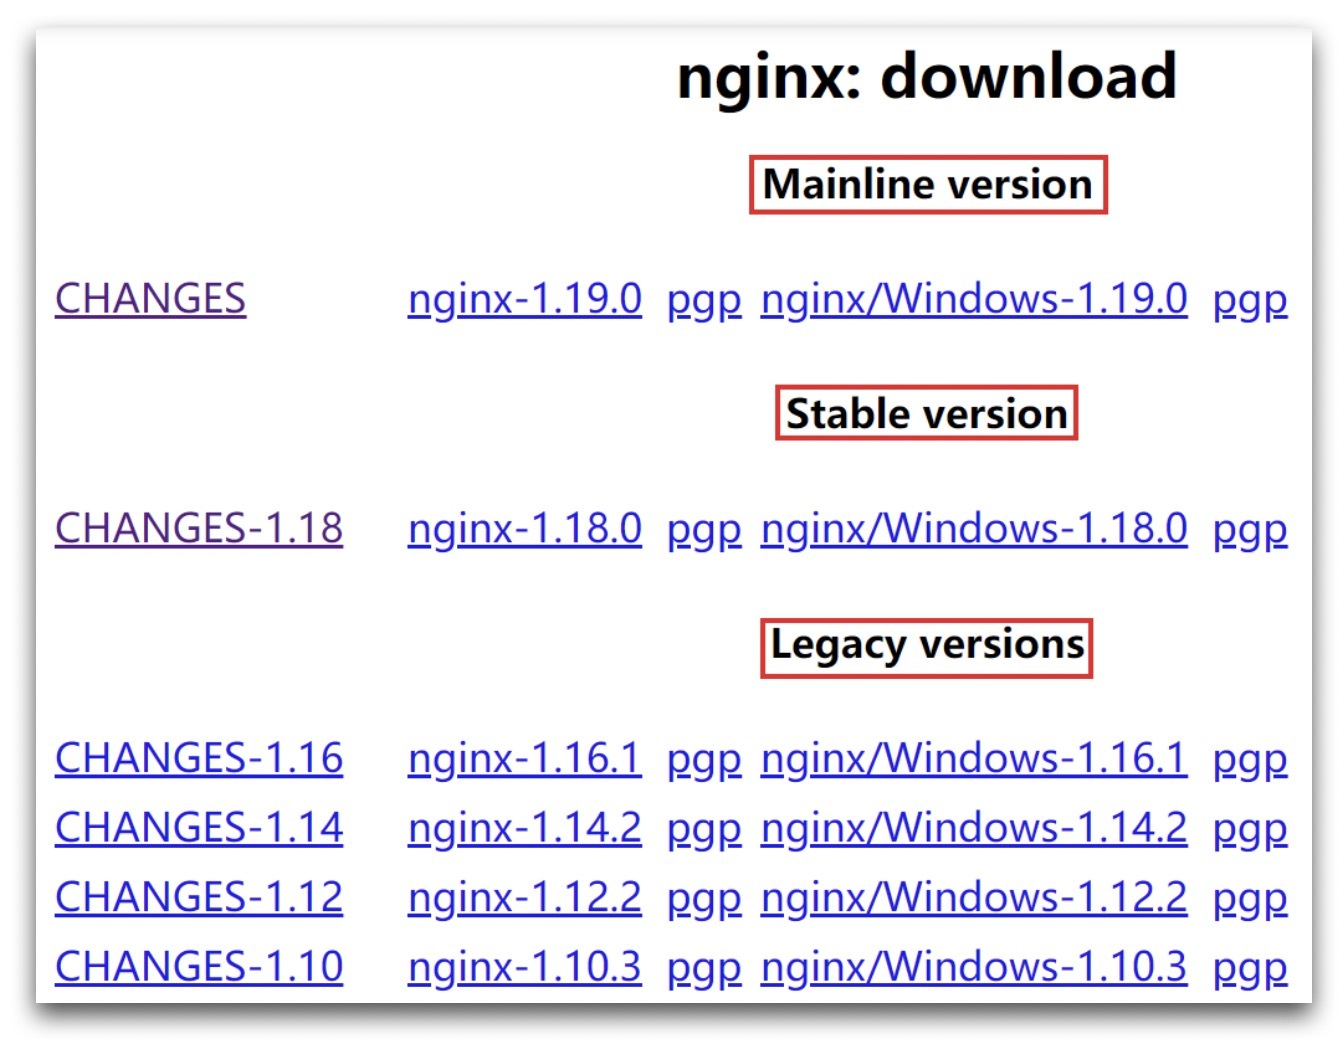 nginx: download
Mainline version
CHANGES nginx-1.19.0 pgp nginx/Windows-1.19.0 pgp
Stable version
CHANGES-1.18 nginx-1.18.0 pgp nginx/Windows-1.18.0 pgp
Legacy versions
CHANGES-1.16 nginx-1.16.1 pgp nginx/Windows-1.16.1 pgp
CHANGES-1.14 nginx-1.14.2 pgp nginx/Windows-1.14.2 pgp
CHANGES-1.12 nginx-1.12.2 pgp nginx/Windows-1.12.2 pgp
CHANGES-1.10 nginx-1.10.3 pgp nginx/Windows-1.10.3 pgp